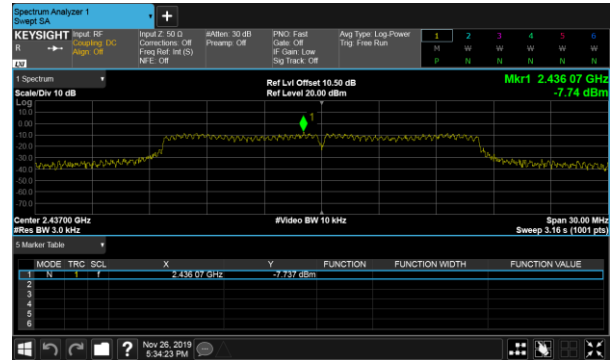 Spectrum Analyzer 1
Swept SA
+
KEYSIGHT Input: RF Input Z: 50 Ω #Atten: 30 dB PNO: Fast Avg Type: Log-Power 1 2 3 4 5 6
R Coupling: DC Corrections: Off Preamp: Off Gate: Off Trig: Free Run M W W W W W
Align: Off Freq Ref: Int (S) IF Gain: Low
LXI NFE: Off Sig Track: Off P N N N N N
1 Spectrum Ref Lvl Offset 10.50 dB Mkr1 2.436 07 GHz
Scale/Div 10 dB Ref Level 20.00 dBm -7.74 dBm
Log
10.0
0.00
1
-10.0
-20.0
-30.0
-40.0
-50.0
-60.0
-70.0
Center 2.43700 GHz #Video BW 10 kHz Span 30.00 MHz
#Res BW 3.0 kHz Sweep 3.16 s (1001 pts)
5 Marker Table
MODE TRC SCL X Y FUNCTION FUNCTION WIDTH FUNCTION VALUE
1 N 1 f 2.436 07 GHz -7.737 dBm
2
3
4
5
6
? Nov 26, 2019
5:34:23 PM